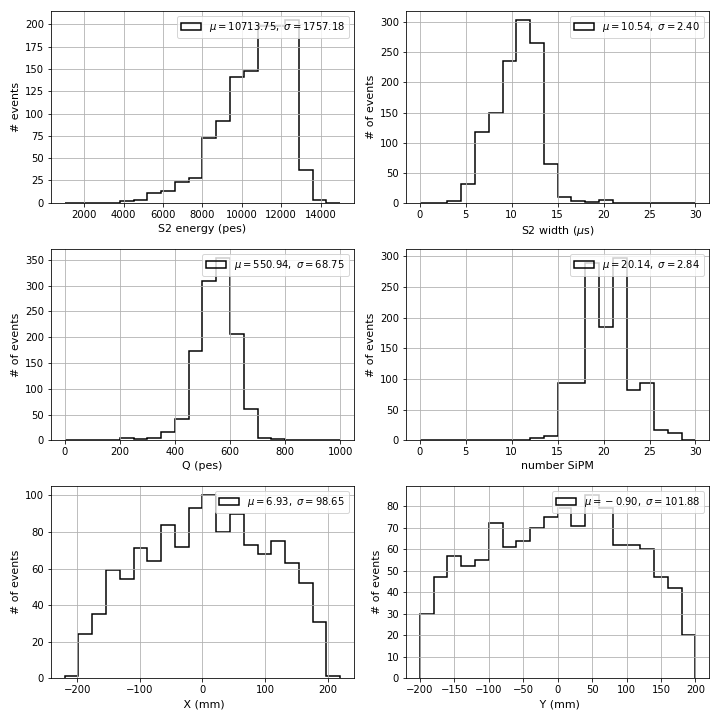 μ = 10713.75, σ = 1757.18
# of events
200
175
150
125
100
75
50
25
0
2000 4000 6000 8000 10000 12000 14000
S2 energy (pes)
μ = 10.54, σ = 2.40
# of events
300
250
200
150
100
50
0
0 5 10 15 20 25 30
S2 width (μs)
μ = 550.94, σ = 68.75
# of events
350
300
250
200
150
100
50
0
0 200 400 600 800 1000
Q (pes)
μ = 20.14, σ = 2.84
# of events
300
250
200
150
100
50
0
0 5 10 15 20 25 30
number SiPM
μ = 6.93, σ = 98.65
# of events
100
80
60
40
20
0
−200 −100 0 100 200
X (mm)
μ = −0.90, σ = 101.88
# of events
80
70
60
50
40
30
20
10
0
−200 −150 −100 −50 0 50 100 150 200
Y (mm)